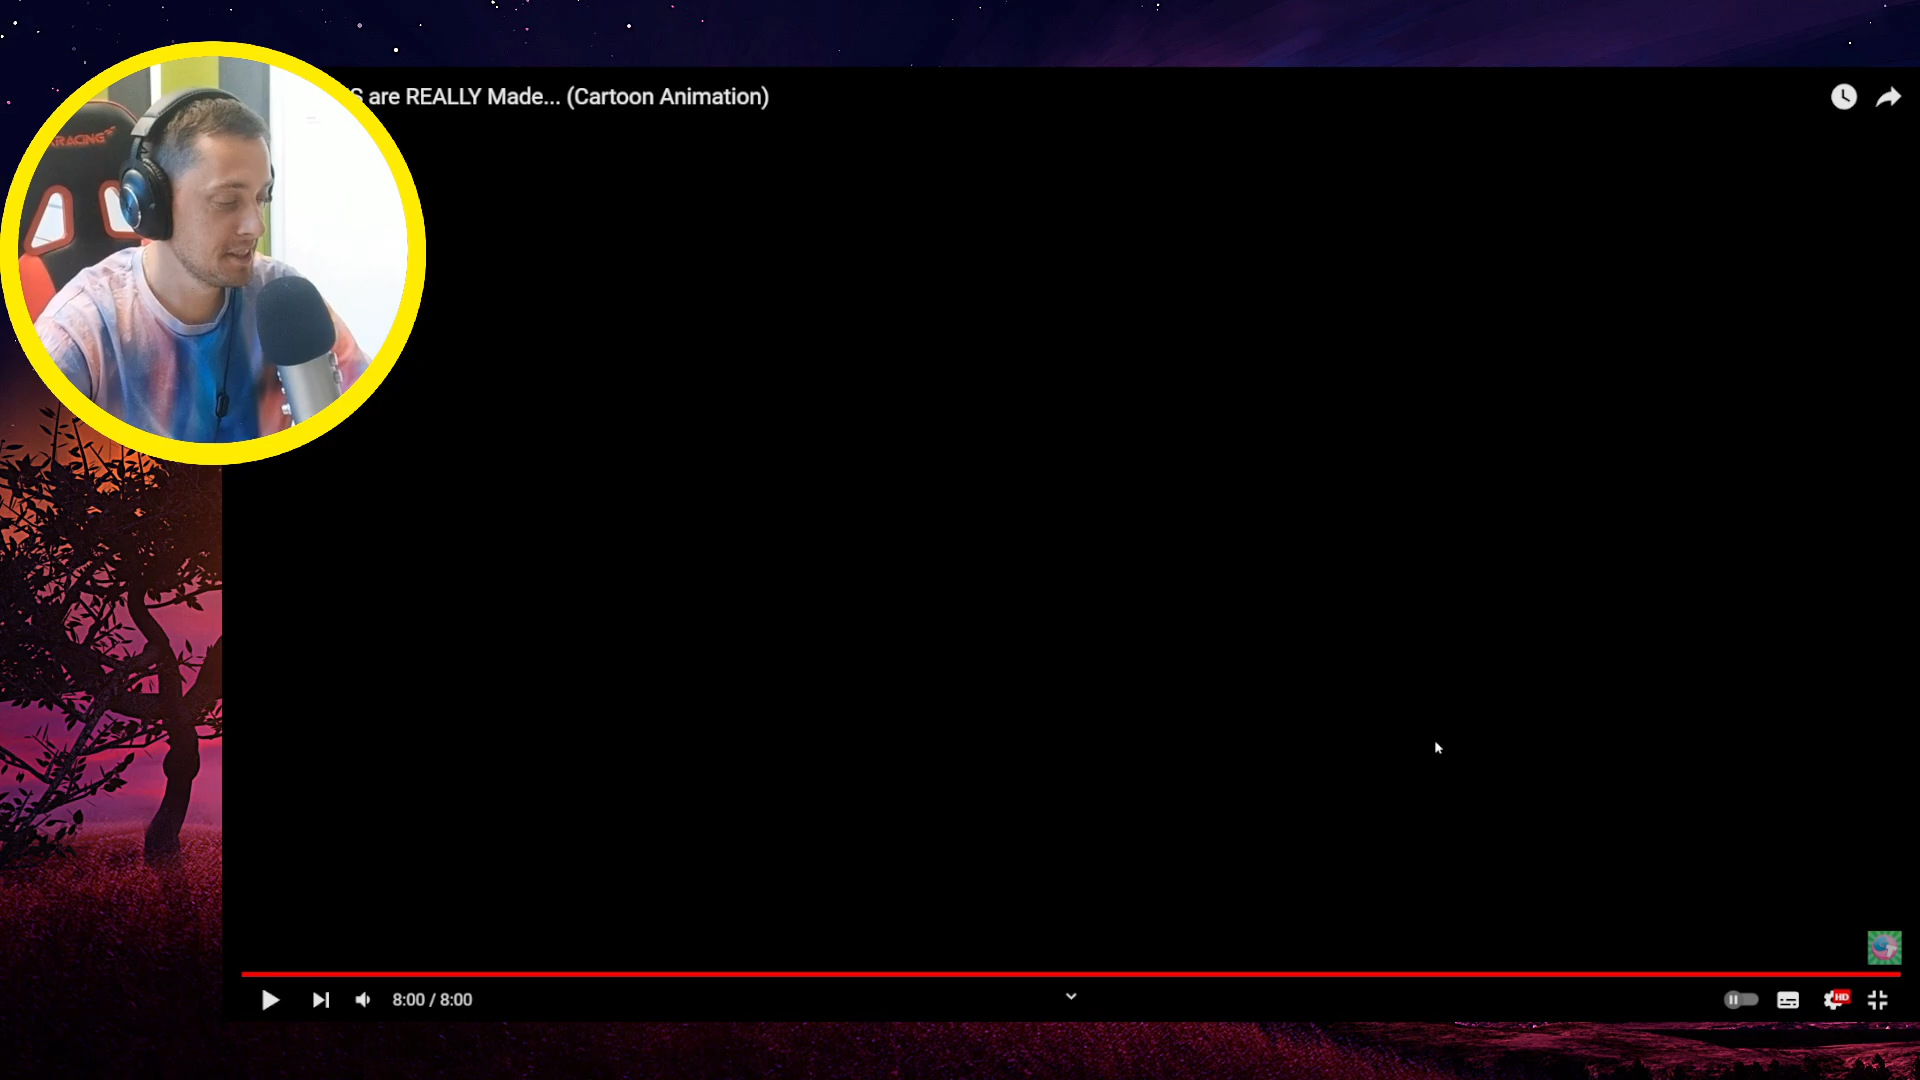 S are REALLY Made... (Cartoon Animation)
RACING
8:00 / 8:00
HD